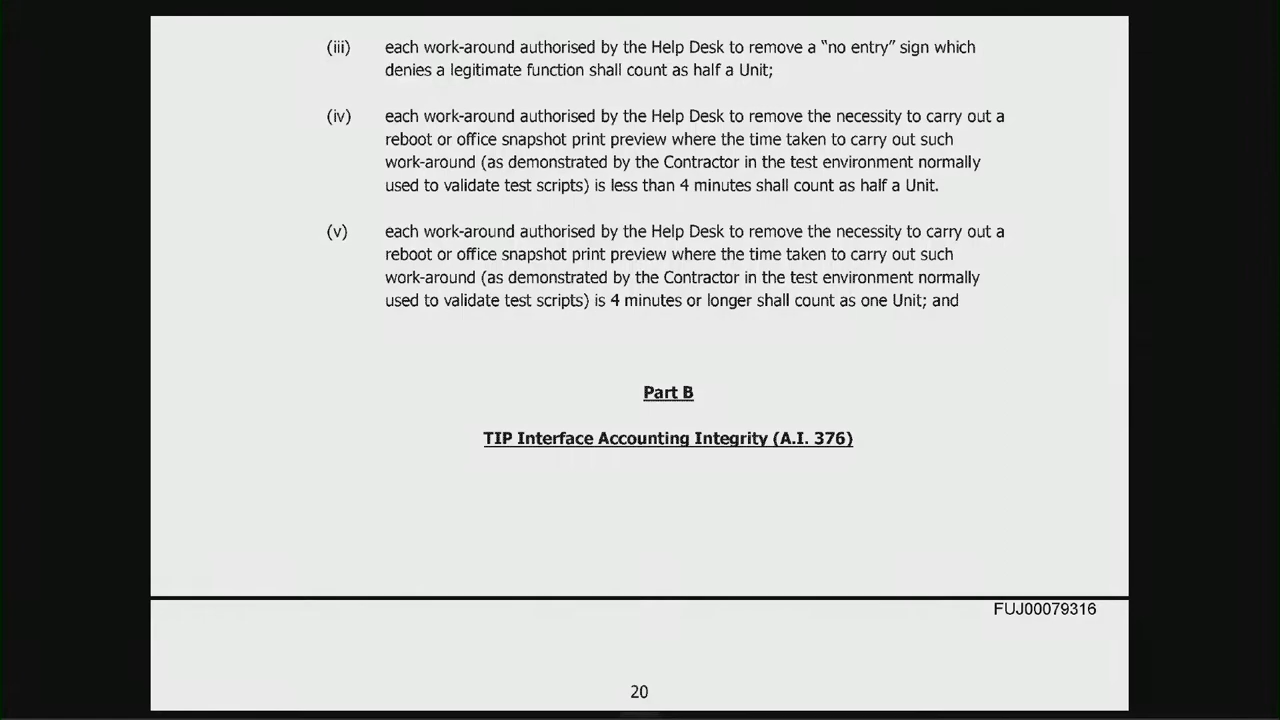 (iii) each work-around authorised by the Help Desk to remove a “no entry” sign which
denies a legitimate function shall count as half a Unit;
(iv) each work-around authorised by the Help Desk to remove the necessity to carry out a
reboot or office snapshot print preview where the time taken to carry out such
work-around (as demonstrated by the Contractor in the test environment normally
used to validate test scripts) is less than 4 minutes shall count as half a Unit.
(v) each work-around authorised by the Help Desk to remove the necessity to carry out a
reboot or office snapshot print preview where the time taken to carry out such
work-around (as demonstrated by the Contractor in the test environment normally
used to validate test scripts) is 4 minutes or longer shall count as one Unit; and
Part B
TIP Interface Accounting Integrity (A.I. 376)
FUJ00079316
20